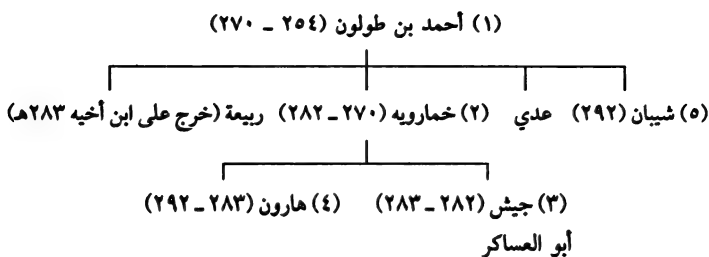 (١) أحمد بن طولون (٢٥٤ ـ ٢٧٠)
(٥) شيبان (٢٩٢) عدي (٢) خمارويه (٢٧٠ ـ ٢٨٢) ربيعة (خرج على ابن أخيه ٢٨٣هـ)
(٣) جيش (٢٨٢ ـ ٢٨٣) (٤) هارون (٢٨٣ ـ ٢٩٢)
أبو العساكر